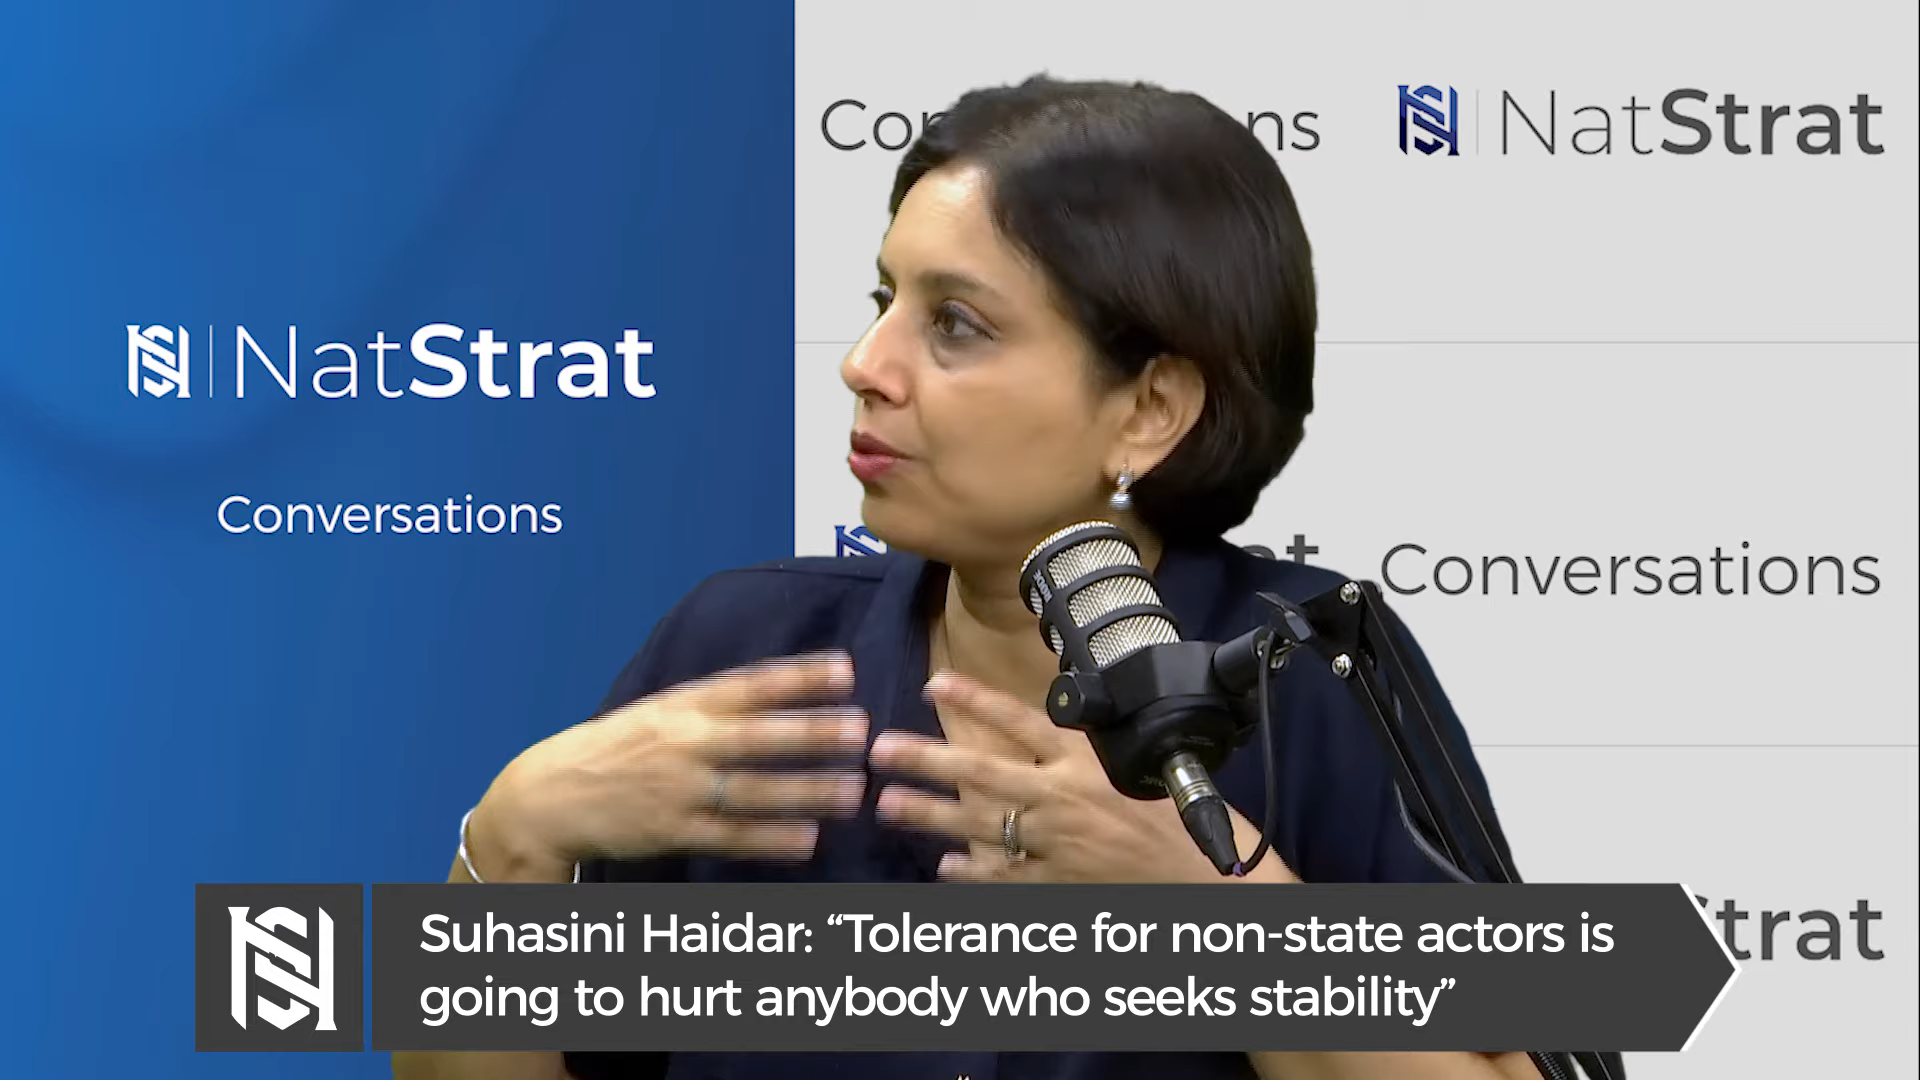 Conversations
NatStrat
NatStrat
Conversations
Conversations
Suhasini Haidar: “Tolerance for non-state actors is
going to hurt anybody who seeks stability”